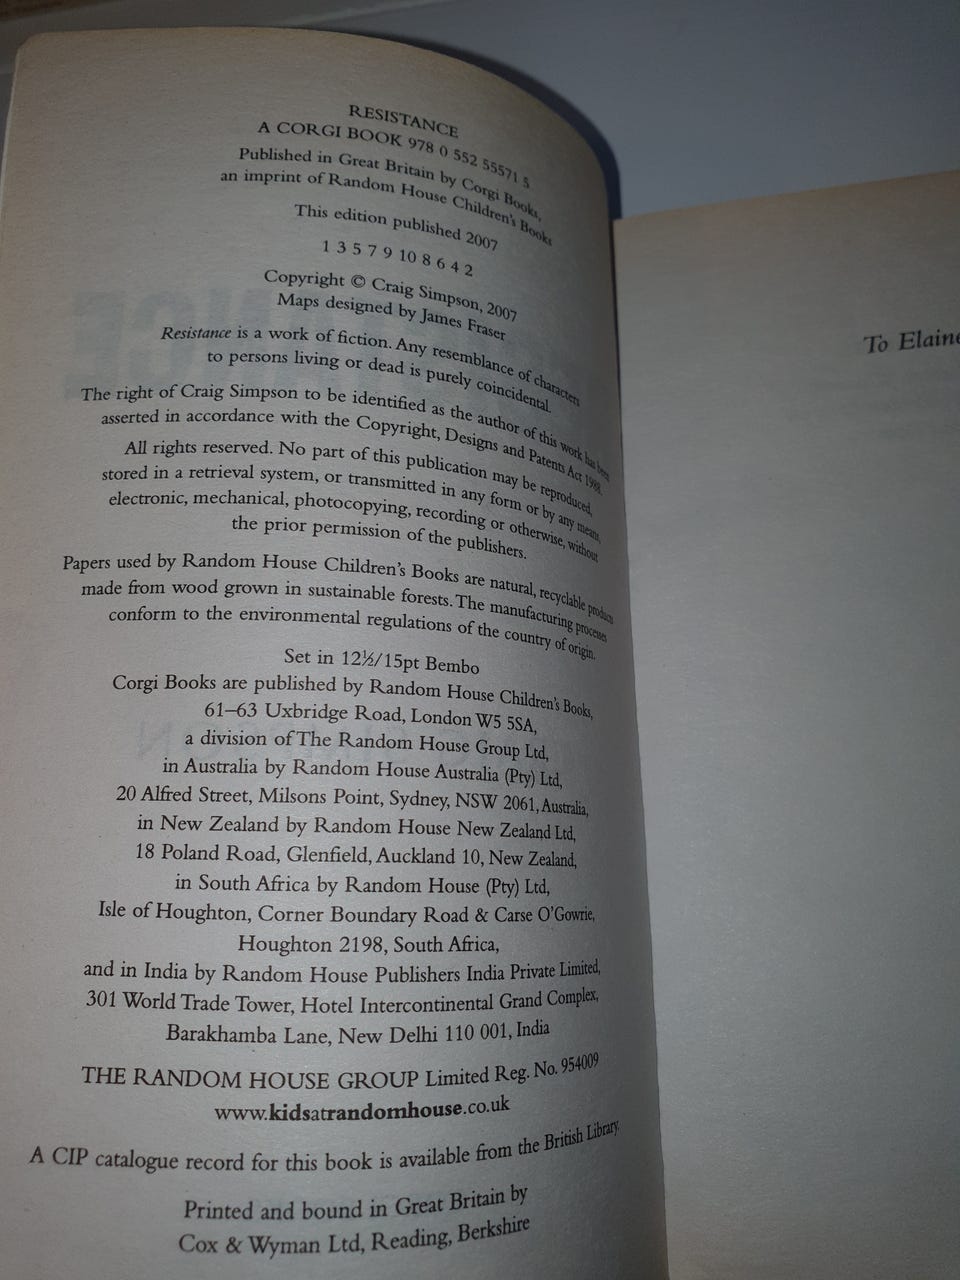 RESISTANCE
A CORGI BOOK 978 0 552 55571 5
Published in Great Britain by Corgi Books,
an imprint of Random House Children's Books
This edition published 2007
1 3 5 7 9 10 8 6 4 2
Copyright © Craig Simpson, 2007
Maps designed by James Fraser
Resistance is a work of fiction. Any resemblance of characters
to persons living or dead is purely coincidental.
The right of Craig Simpson to be identified as the author of this work has been
asserted in accordance with the Copyright, Designs and Patents Act 1988.
All rights reserved. No part of this publication may be reproduced,
stored in a retrieval system, or transmitted in any form or by any means,
electronic, mechanical, photocopying, recording or otherwise, without
the prior permission of the publishers.
Papers used by Random House Children's Books are natural, recyclable products
made from wood grown in sustainable forests. The manufacturing processes
conform to the environmental regulations of the country of origin.
Set in 12½/15pt Bembo
Corgi Books are published by Random House Children's Books,
61–63 Uxbridge Road, London W5 5SA,
a division of The Random House Group Ltd,
in Australia by Random House Australia (Pty) Ltd,
20 Alfred Street, Milsons Point, Sydney, NSW 2061, Australia,
in New Zealand by Random House New Zealand Ltd,
18 Poland Road, Glenfield, Auckland 10, New Zealand,
in South Africa by Random House (Pty) Ltd,
Isle of Houghton, Corner Boundary Road & Carse O'Gowrie,
Houghton 2198, South Africa,
and in India by Random House Publishers India Private Limited,
301 World Trade Tower, Hotel Intercontinental Grand Complex,
Barakhamba Lane, New Delhi 110 001, India
THE RANDOM HOUSE GROUP Limited Reg. No. 954009
www.kidsatrandomhouse.co.uk
A CIP catalogue record for this book is available from the British Library.
Printed and bound in Great Britain by
Cox & Wyman Ltd, Reading, Berkshire
To Elaine